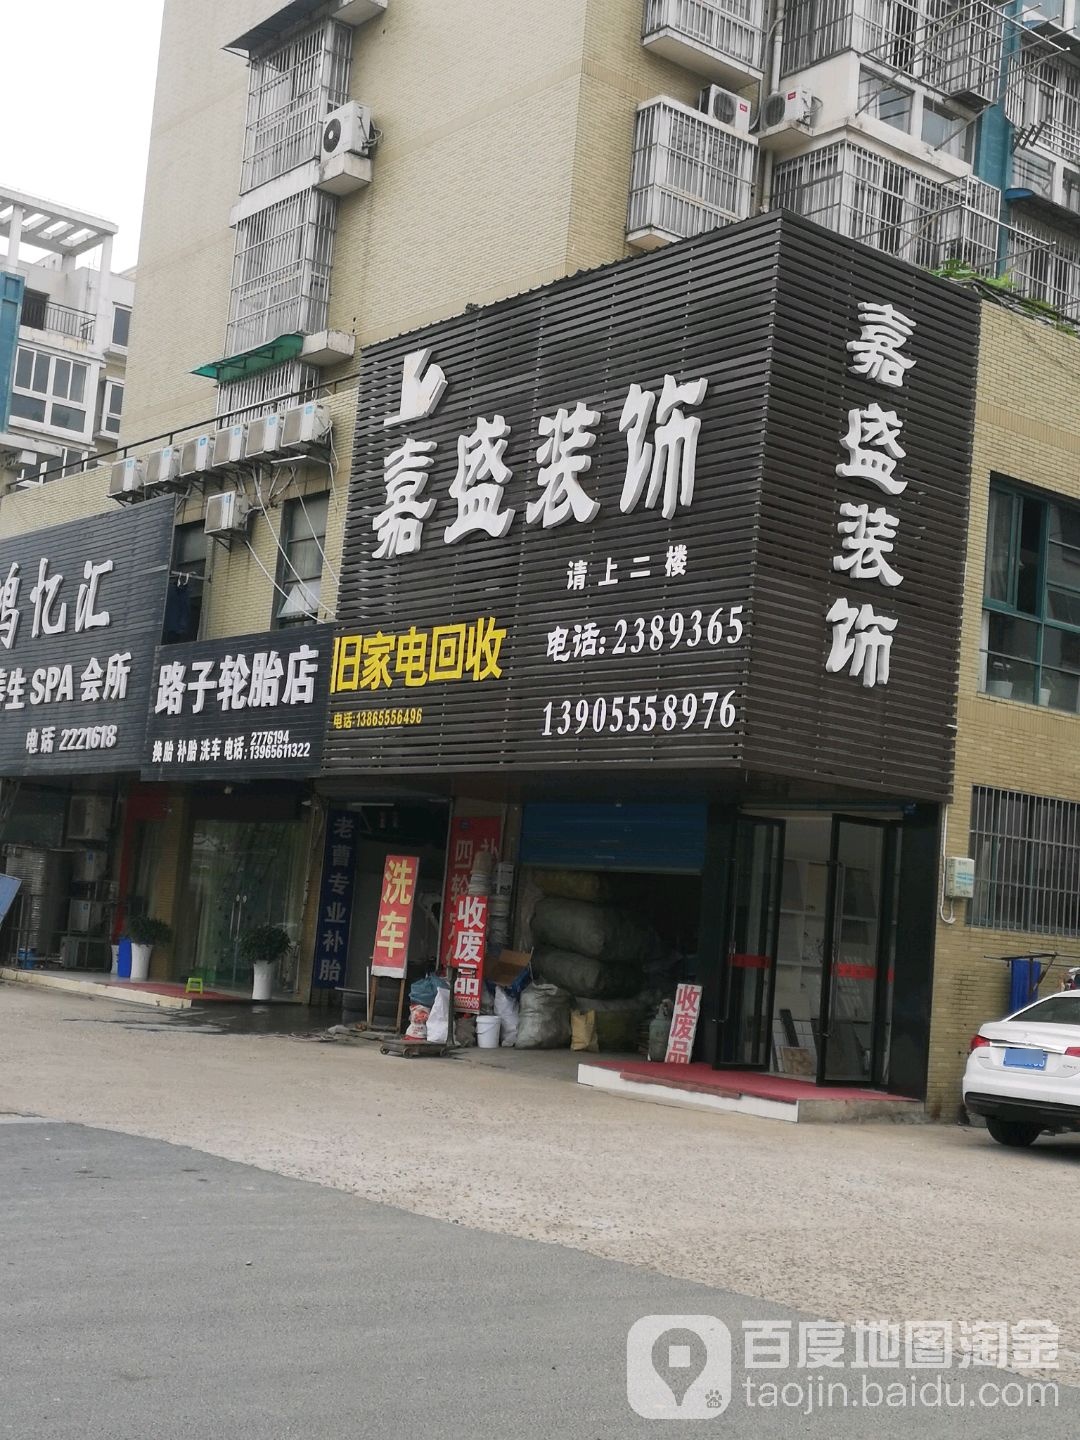 嘉盛装饰
嘉盛装饰
请上二楼
电话:2389365
13905558976
旧家电回收
电话:13865556496
路子轮胎店
换胎 补胎 洗车 电话:2776194
13965611322
忆汇
生SPA会所
电话 2221618
老曹专业补胎
洗车
四轮
补
收废品
收废品
百度地图淘金
taojin.baidu.com